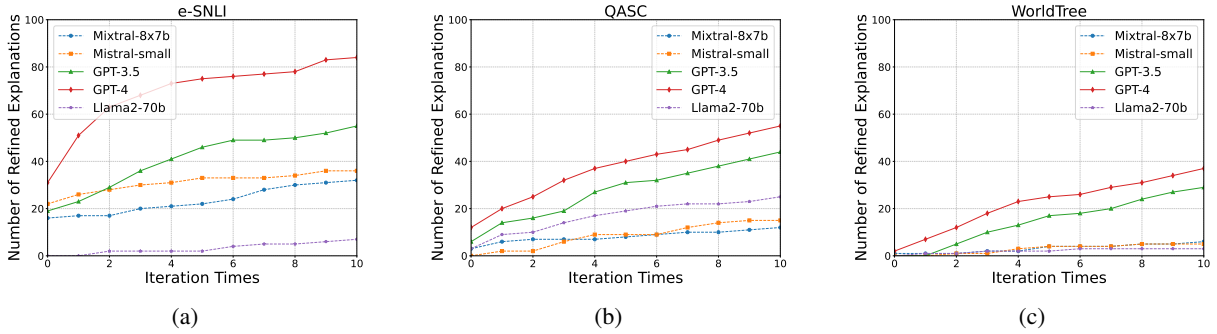 e-SNLI
Number of Refined Explanations
100
80
60
40
20
0
Mixtral-8x7b
Mistral-small
GPT-3.5
GPT-4
Llama2-70b
0 2 4 6 8 10
Iteration Times
(a)
QASC
Number of Refined Explanations
100
80
60
40
20
0
Mixtral-8x7b
Mistral-small
GPT-3.5
GPT-4
Llama2-70b
0 2 4 6 8 10
Iteration Times
(b)
WorldTree
Number of Refined Explanations
100
80
60
40
20
0
Mixtral-8x7b
Mistral-small
GPT-3.5
GPT-4
Llama2-70b
0 2 4 6 8 10
Iteration Times
(c)